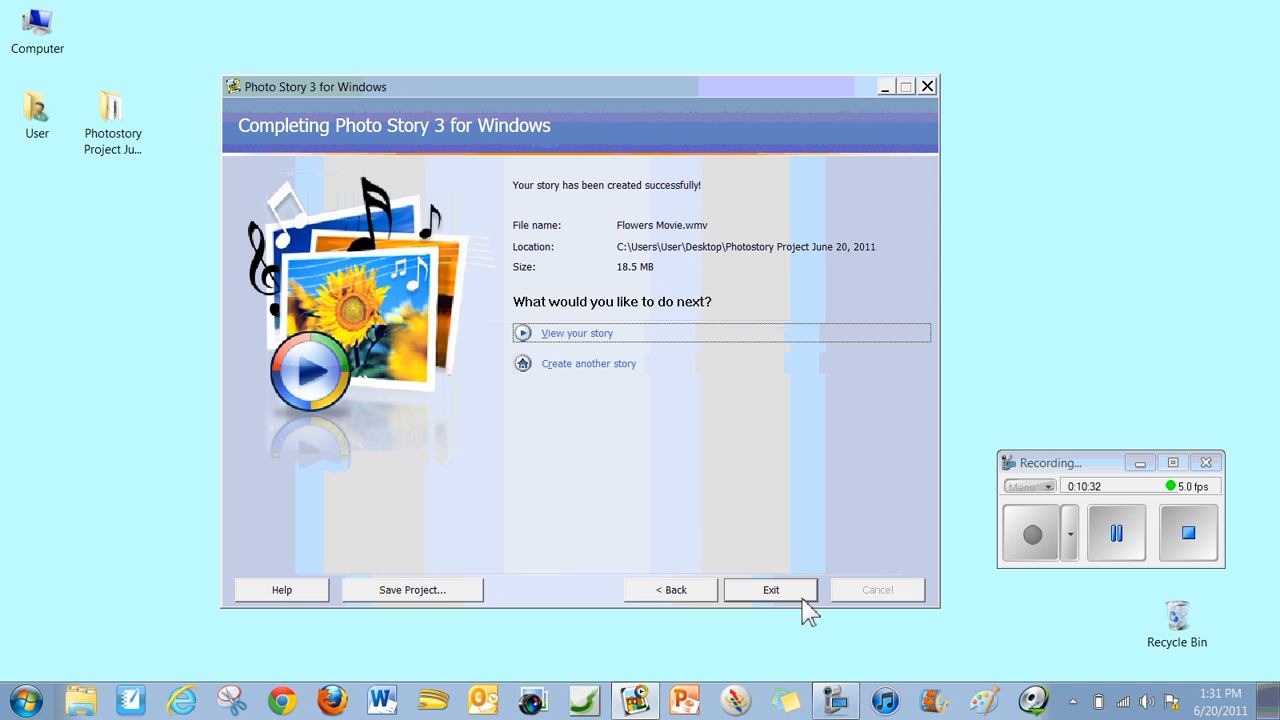 Computer
User
Photostory
Project Ju...
Photo Story 3 for Windows
Completing Photo Story 3 for Windows
Your story has been created successfully!
File name: Flowers Movie.wmv
Location: C:\Users\User\Desktop\Photostory Project June 20, 2011
Size: 18.5 MB
What would you like to do next?
View your story
Create another story
Help
Save Project...
< Back
Exit
Cancel
Recording...
Menu
0:10:32
5.0 fps
Recycle Bin
1:31 PM
6/20/2011